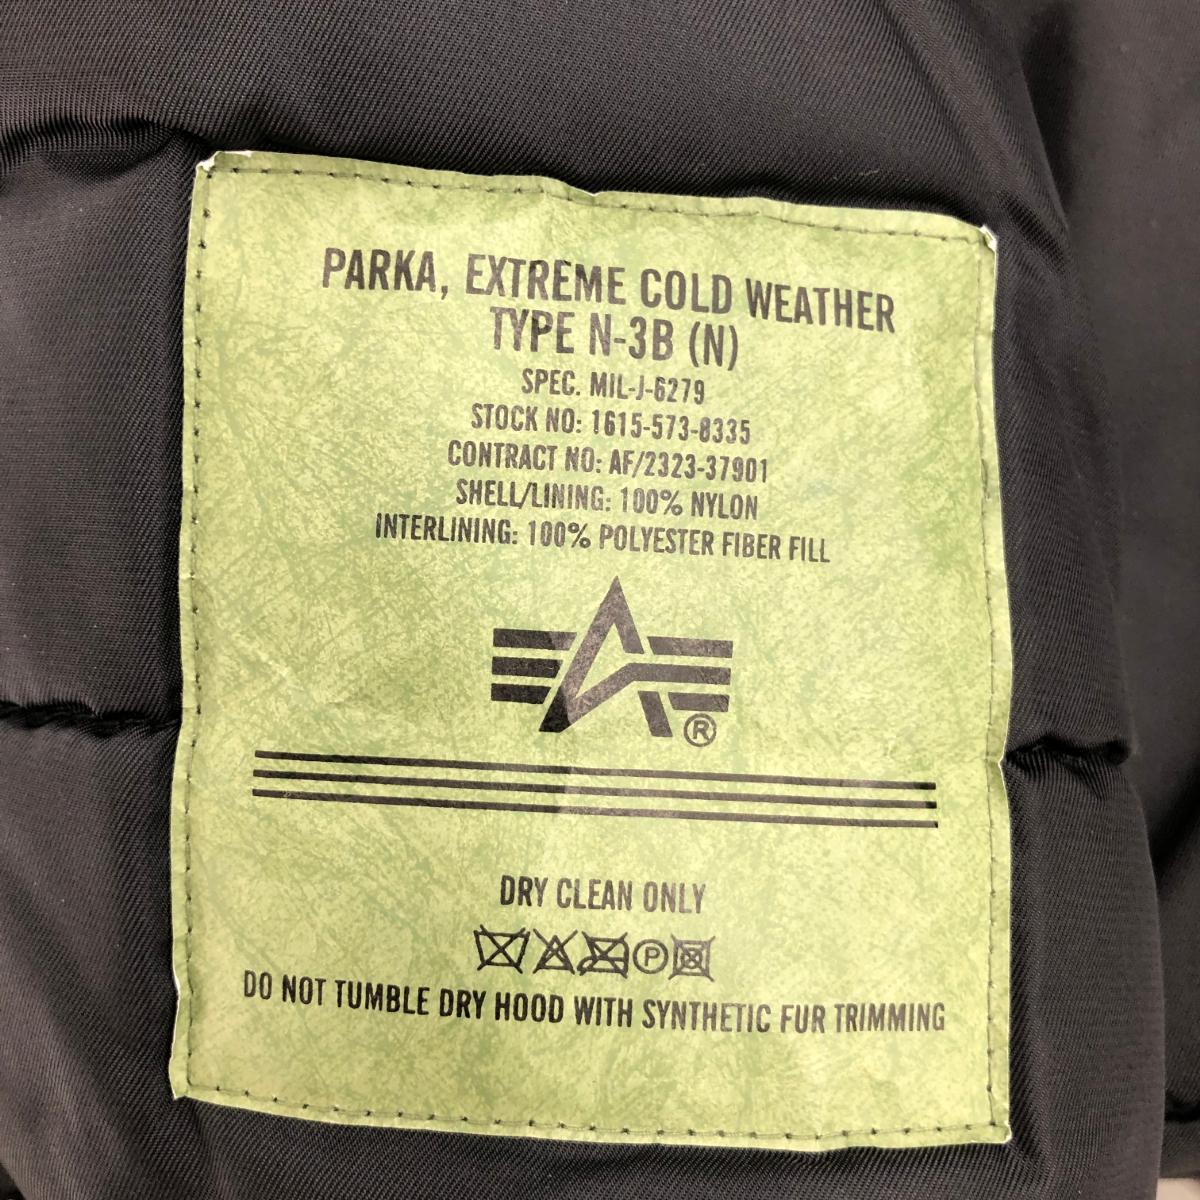 PARKA, EXTREME COLD WEATHER
TYPE N-3B (N)
SPEC. MIL-J-6279
STOCK NO: 1615-573-8335
CONTRACT NO: AF/2323-37901
SHELL/LINING: 100% NYLON
INTERLINING: 100% POLYESTER FIBER FILL
®
DRY CLEAN ONLY
P
DO NOT TUMBLE DRY HOOD WITH SYNTHETIC FUR TRIMMING